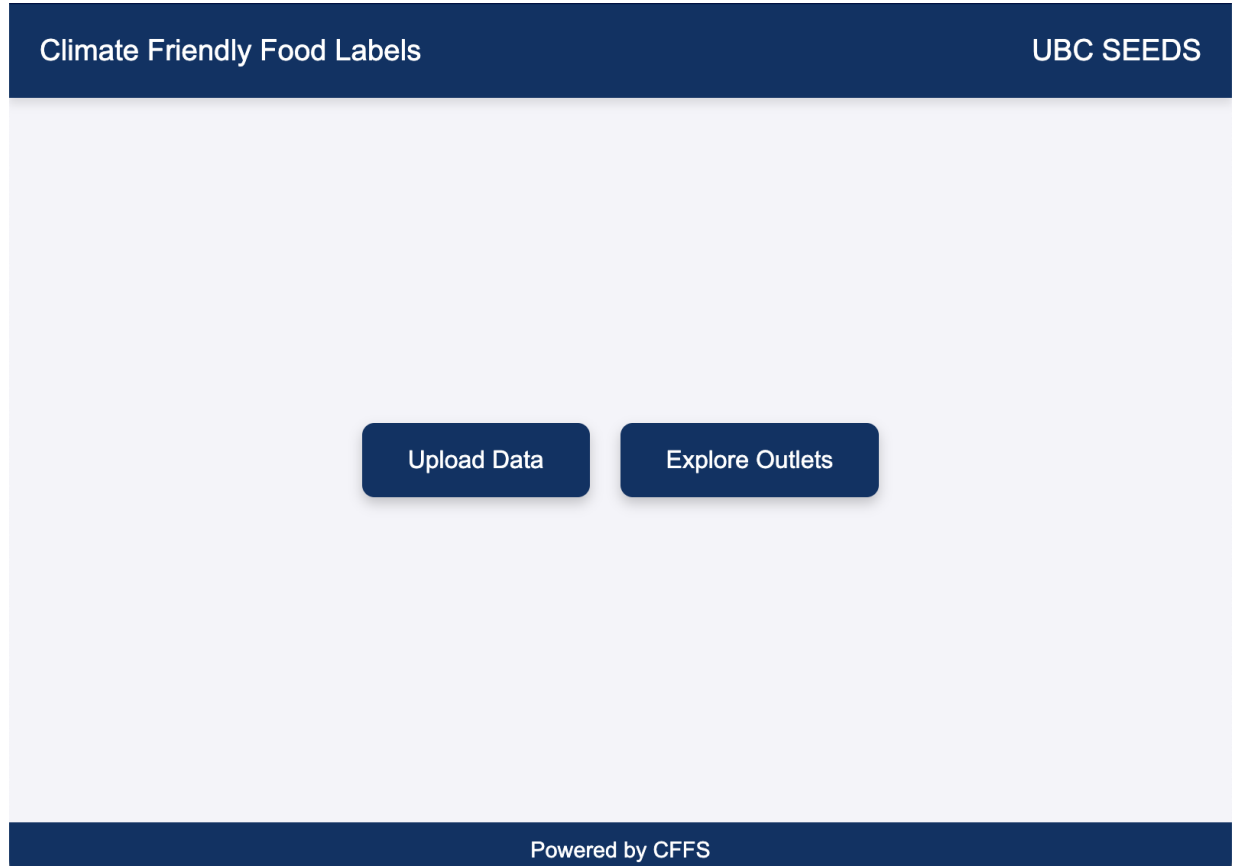 Climate Friendly Food Labels
UBC SEEDS
Upload Data
Explore Outlets
Powered by CFFS